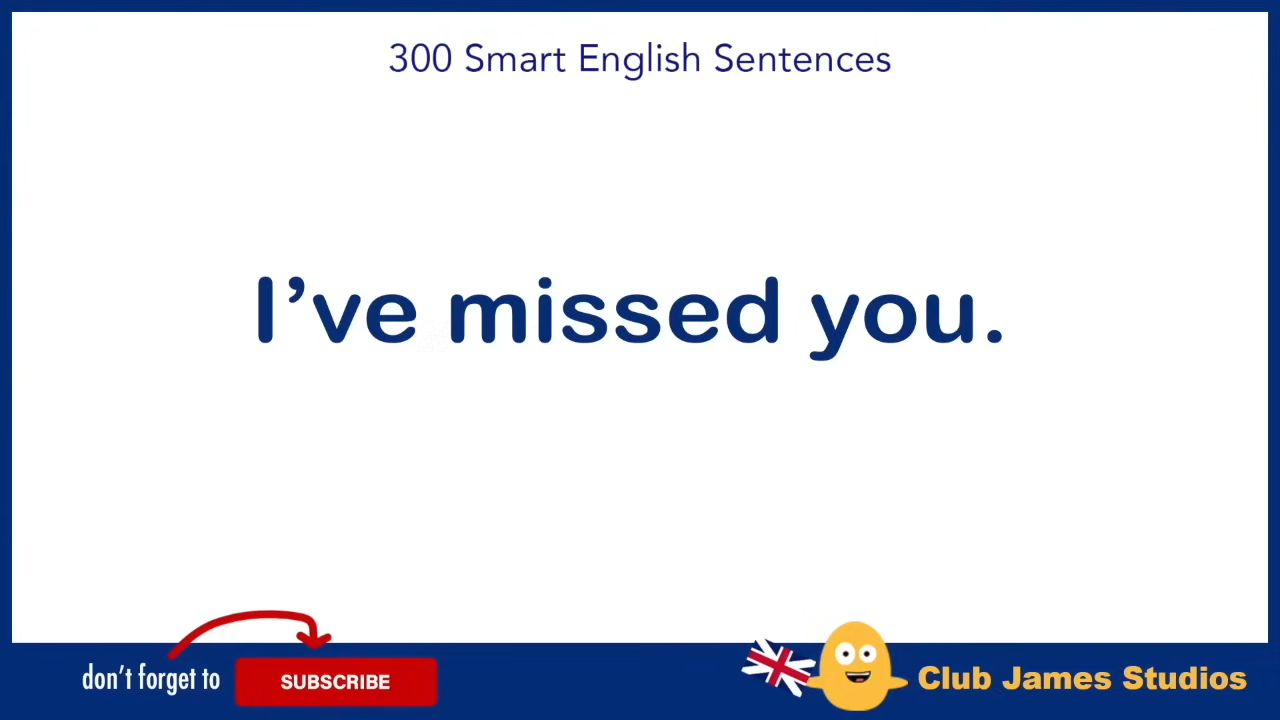 300 Smart English Sentences
I’ve missed you.
don’t forget to
SUBSCRIBE
Club James Studios